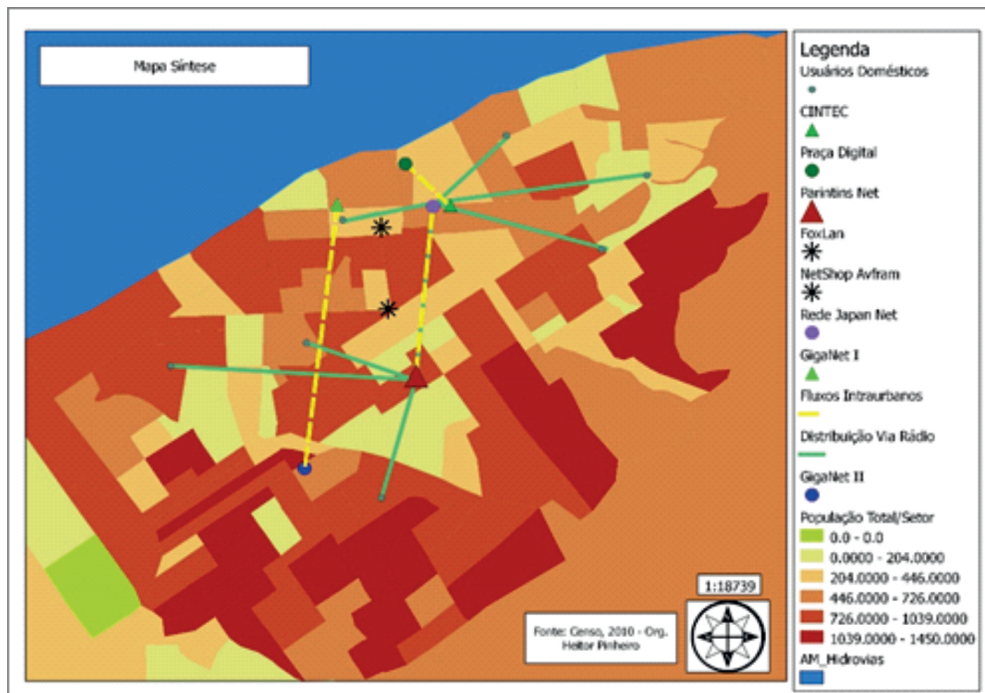 Mapa Síntese
Legenda
Usuários Domésticos
CINTEC
Praça Digital
Parintins Net
FoxLan
NetShop Avfram
Rede Japan Net
GigaNet I
Fluxos Intraurbanos
Distribuição Via Rádio
GigaNet II
População Total/Setor
0.0 - 0.0
0.0000 - 204.0000
204.0000 - 446.0000
446.0000 - 726.0000
726.0000 - 1039.0000
1039.0000 - 1450.0000
AM_Hidrovias
1:18739
Fonte: Censo, 2010 - Org.
Heitor Pinheiro